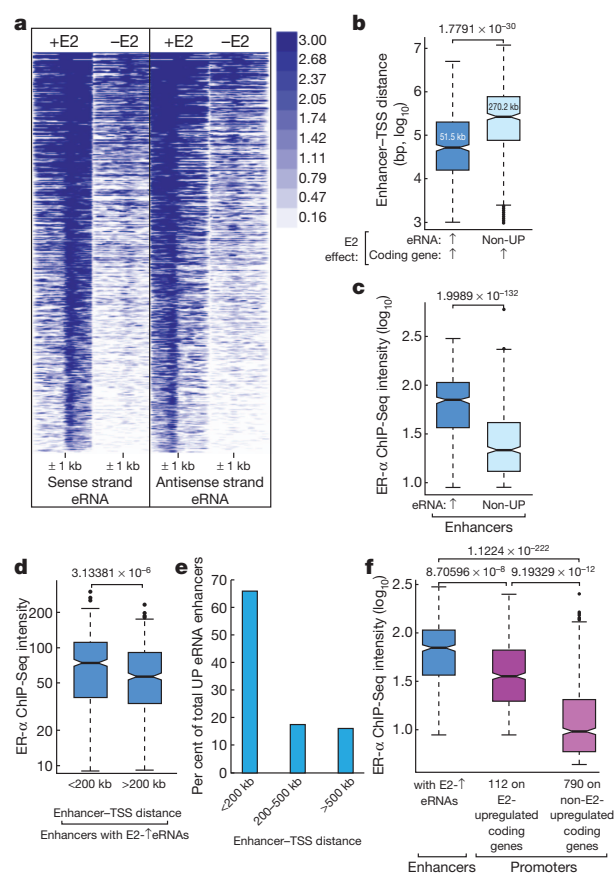 a
+E2 −E2 +E2 −E2
3.00
2.68
2.37
2.05
1.74
1.42
1.11
0.79
0.47
0.16
± 1 kb ± 1 kb ± 1 kb ± 1 kb
Sense strand eRNA
Antisense strand eRNA
b
1.7791 × 10⁻³⁰
Enhancer–TSS distance (bp, log₁₀)
7
6
5
4
3
51.5 kb
270.2 kb
E2 effect:
eRNA: ↑ Non-UP
Coding gene: ↑ ↑
c
1.9989 × 10⁻¹³²
ER-α ChIP-Seq intensity (log₁₀)
2.5
2.0
1.5
1.0
eRNA: ↑ Non-UP
Enhancers
d
3.13381 × 10⁻⁶
ER-α ChIP-Seq intensity
200
100
50
20
10
<200 kb >200 kb
Enhancer–TSS distance
Enhancers with E2-↑eRNAs
e
Per cent of total UP eRNA enhancers
70
60
50
40
30
20
10
0
<200 kb
200–500 kb
>500 kb
Enhancer–TSS distance
f
1.1224 × 10⁻²²²
8.70596 × 10⁻⁸ 9.19329 × 10⁻¹²
ER-α ChIP-Seq intensity (log₁₀)
2.5
2.0
1.5
1.0
with E2-↑
eRNAs
112 on
E2-
upregulated
coding
genes
790 on
non-E2-
upregulated
coding
genes
Enhancers Promoters